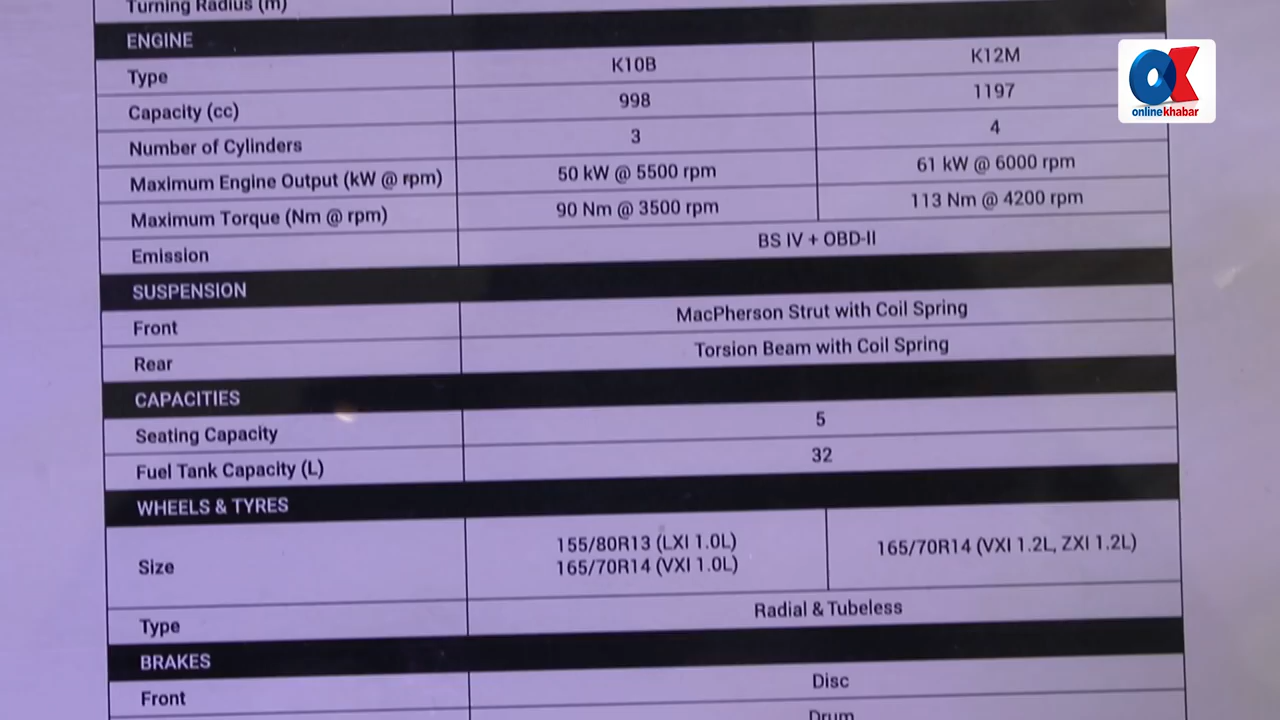 Turning Radius (m)
ENGINE
Type K10B K12M
Capacity (cc) 998 1197
Number of Cylinders 3 4
Maximum Engine Output (kW @ rpm) 50 kW @ 5500 rpm 61 kW @ 6000 rpm
Maximum Torque (Nm @ rpm) 90 Nm @ 3500 rpm 113 Nm @ 4200 rpm
Emission BS IV + OBD-II
SUSPENSION
Front MacPherson Strut with Coil Spring
Rear Torsion Beam with Coil Spring
CAPACITIES
Seating Capacity 5
Fuel Tank Capacity (L) 32
WHEELS & TYRES
Size 155/80R13 (LXI 1.0L) 165/70R14 (VXI 1.2L, ZXI 1.2L)
165/70R14 (VXI 1.0L)
Type Radial & Tubeless
BRAKES
Front Disc
Drum
onlinekhabar